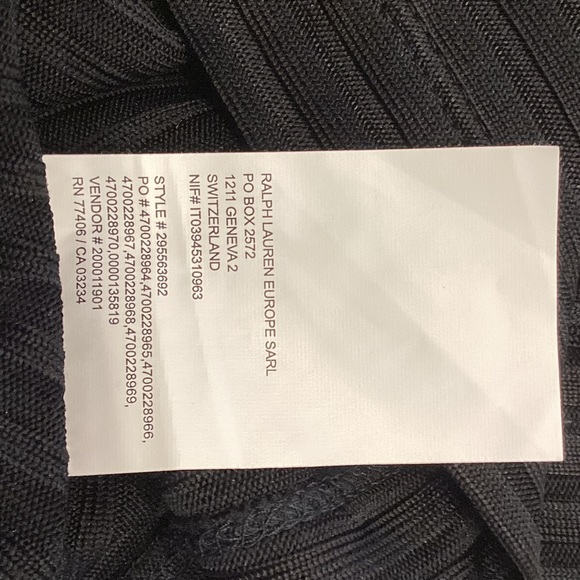 RALPH LAUREN EUROPE SARL
PO BOX 2572
1211 GENEVA 2
SWITZERLAND
NIF# IT03945310963
STYLE # 295563692
PO # 4700228964,4700228965,4700228966,
4700228967,4700228968,4700228969,
4700228970,0000135819
VENDOR # 200011901
RN 77406 / CA 03234